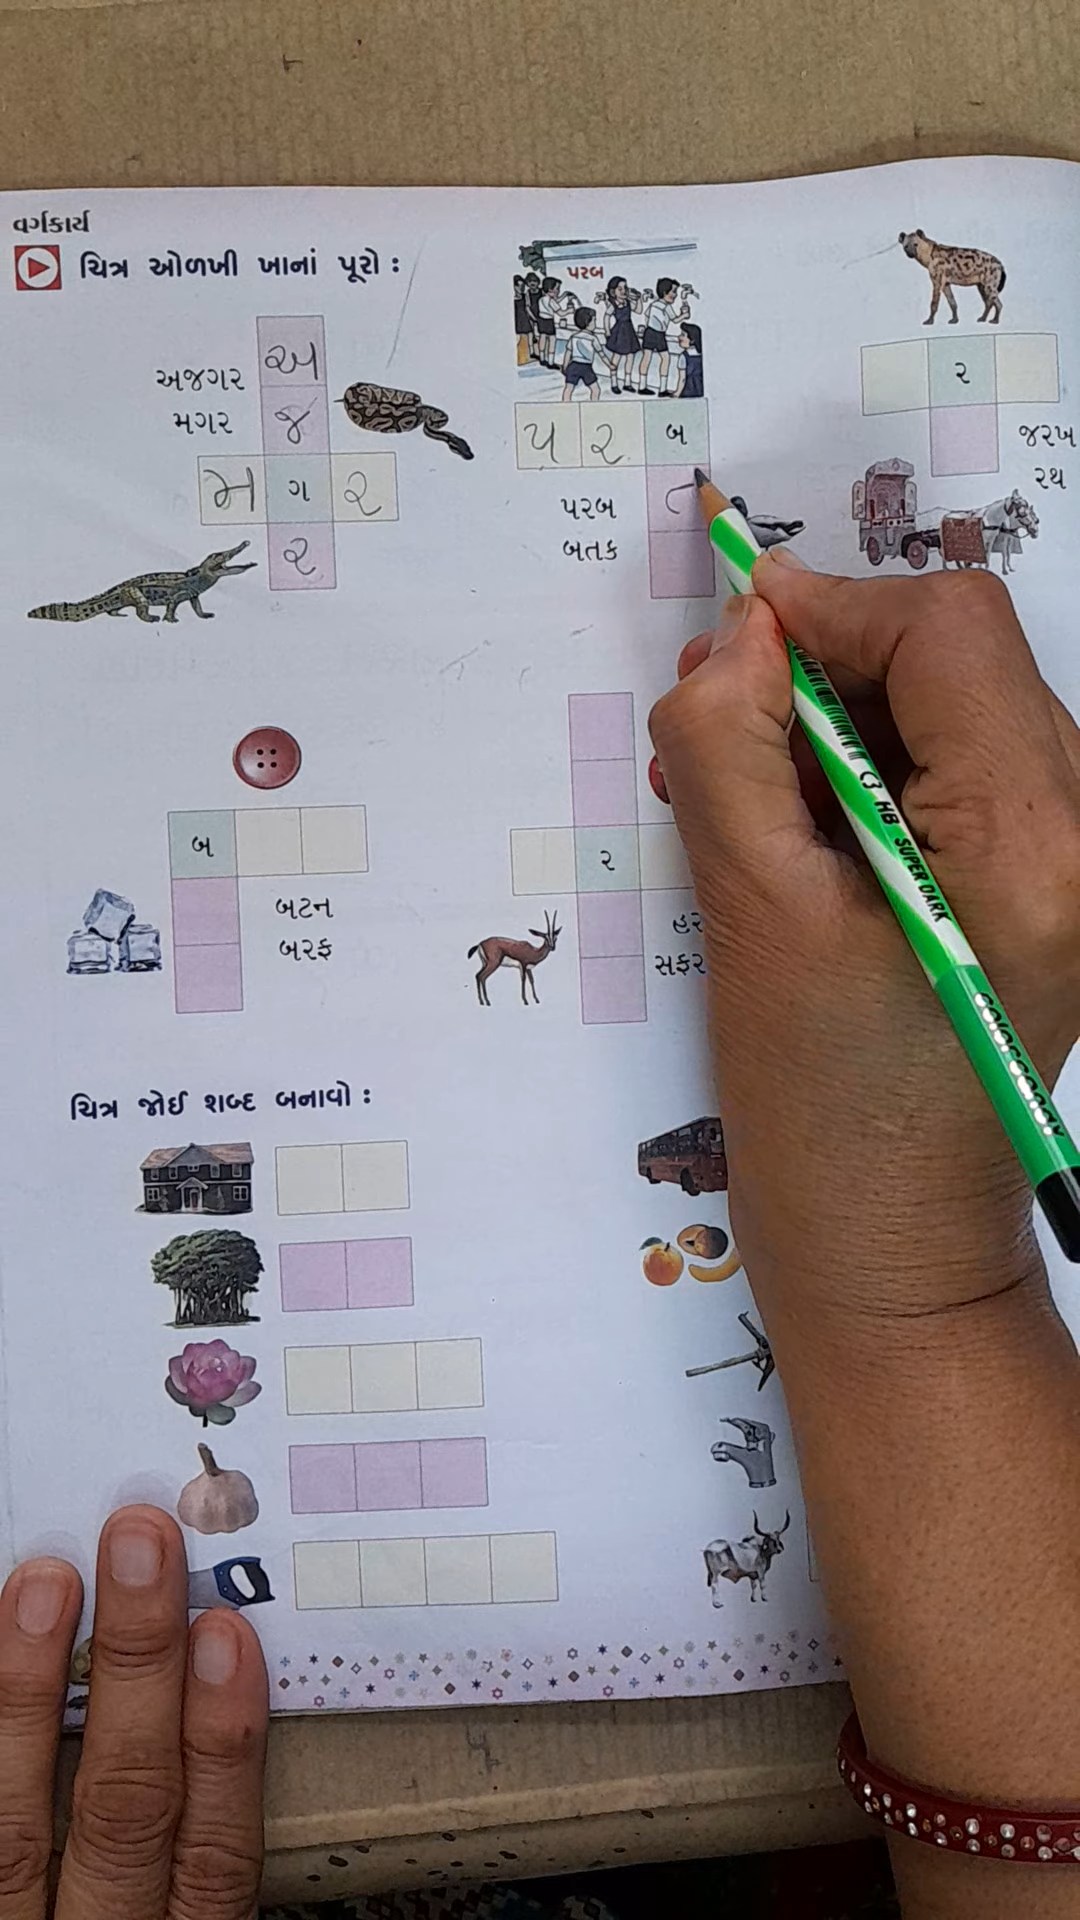 વર્ગકાર્ય
ચિત્ર ઓળખી ખાનાં પૂરો :
અજગર
મગર
અ
જ
મ ગ ર
ર
પરબ
પ ર બ
ત
પરબ
બતક
ર
જરખ
રથ
બ
બટન
બરફ
ર
સફર
C3 HB SUPER DARK
ચિત્ર જોઈ શબ્દ બનાવો :